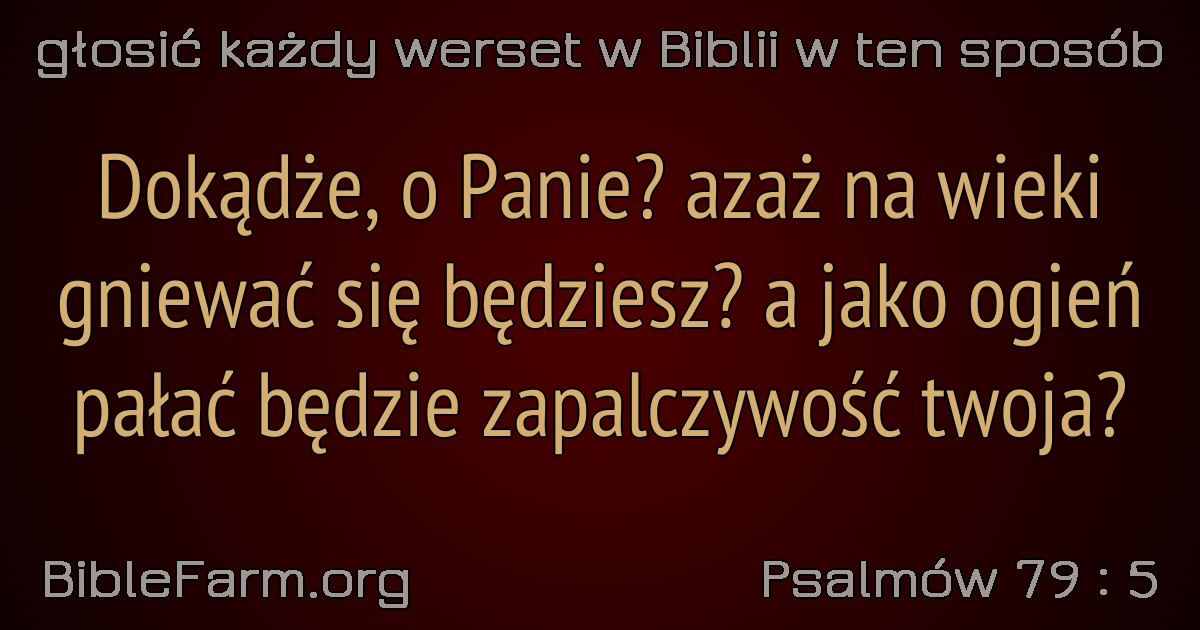 głosić każdy werset w Biblii w ten sposób
Dokądże, o Panie? azaż na wieki
gniewać się będziesz? a jako ogień
pałać będzie zapalczywość twoja?
BibleFarm.org
Psalmów 79 : 5